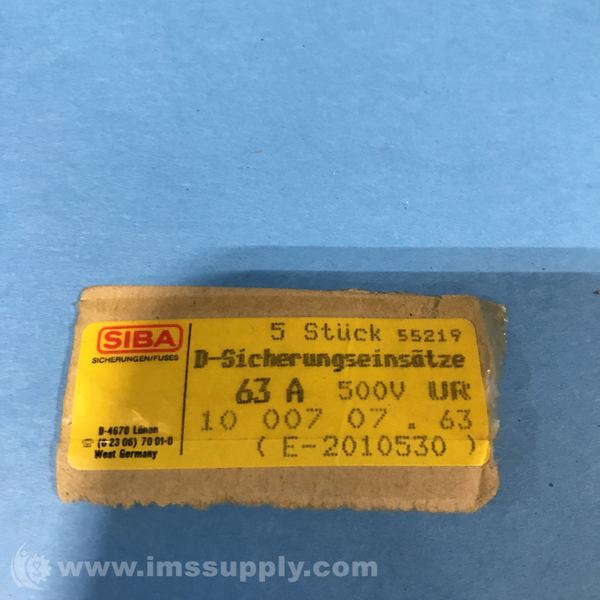 SIBA
SICHERUNGEN/FUSES
D-4670 Lünen
☎ (0 23 06) 70 01-0
West Germany
5 Stück 55219
D-Sicherungseinsätze
63 A 500V UR
10 007 07 . 63
( E-2010530 )
www.imssupply.com